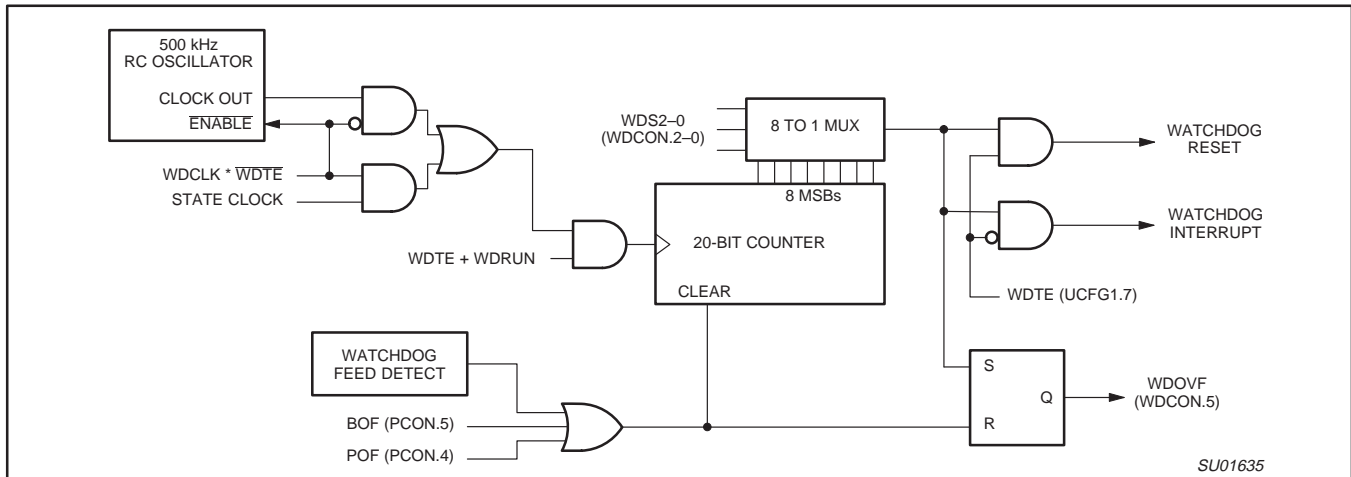 500 kHz
RC OSCILLATOR
CLOCK OUT
ENABLE
WDCLK * WDTE
STATE CLOCK
WDTE + WDRUN
WDS2–0
(WDCON.2–0)
8 TO 1 MUX
8 MSBs
20-BIT COUNTER
CLEAR
WATCHDOG
RESET
WATCHDOG
INTERRUPT
WDTE (UCFG1.7)
WATCHDOG
FEED DETECT
BOF (PCON.5)
POF (PCON.4)
S
Q
R
WDOVF
(WDCON.5)
SU01635